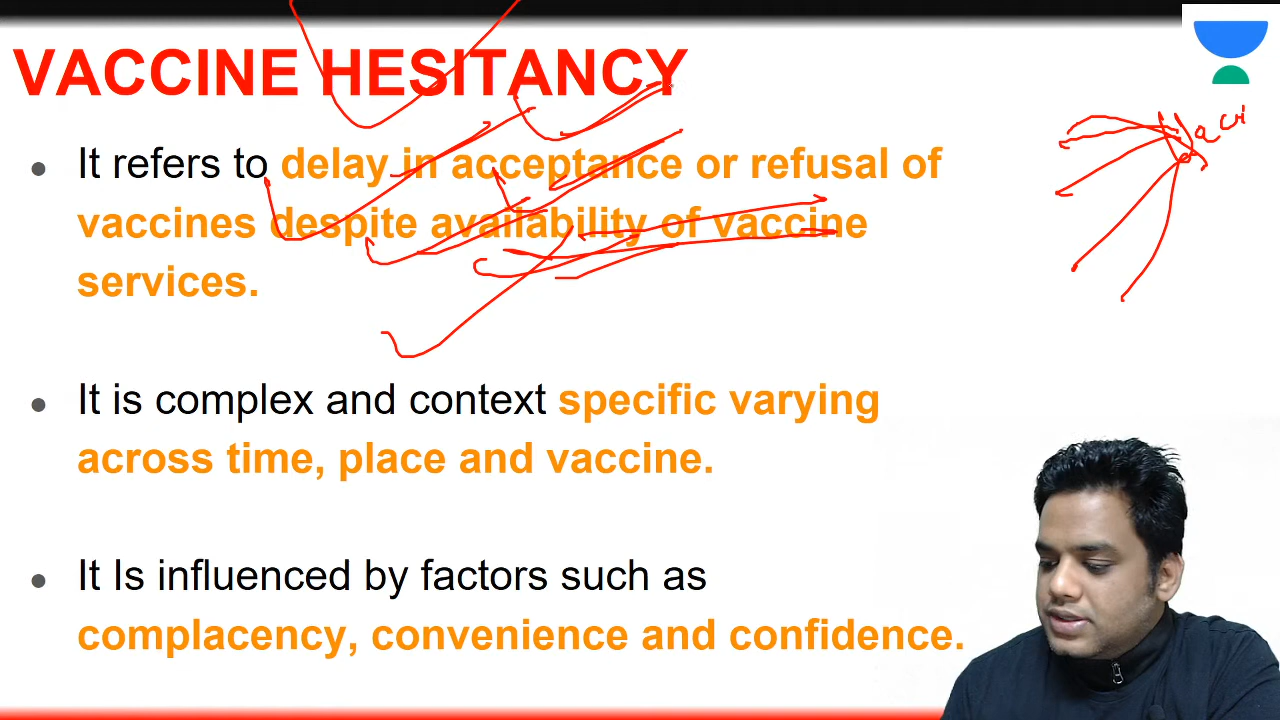 VACCINE HESITANCY
● It refers to delay in acceptance or refusal of
vaccines despite availability of vaccine
services.
● It is complex and context specific varying
across time, place and vaccine.
● It Is influenced by factors such as
complacency, convenience and confidence.